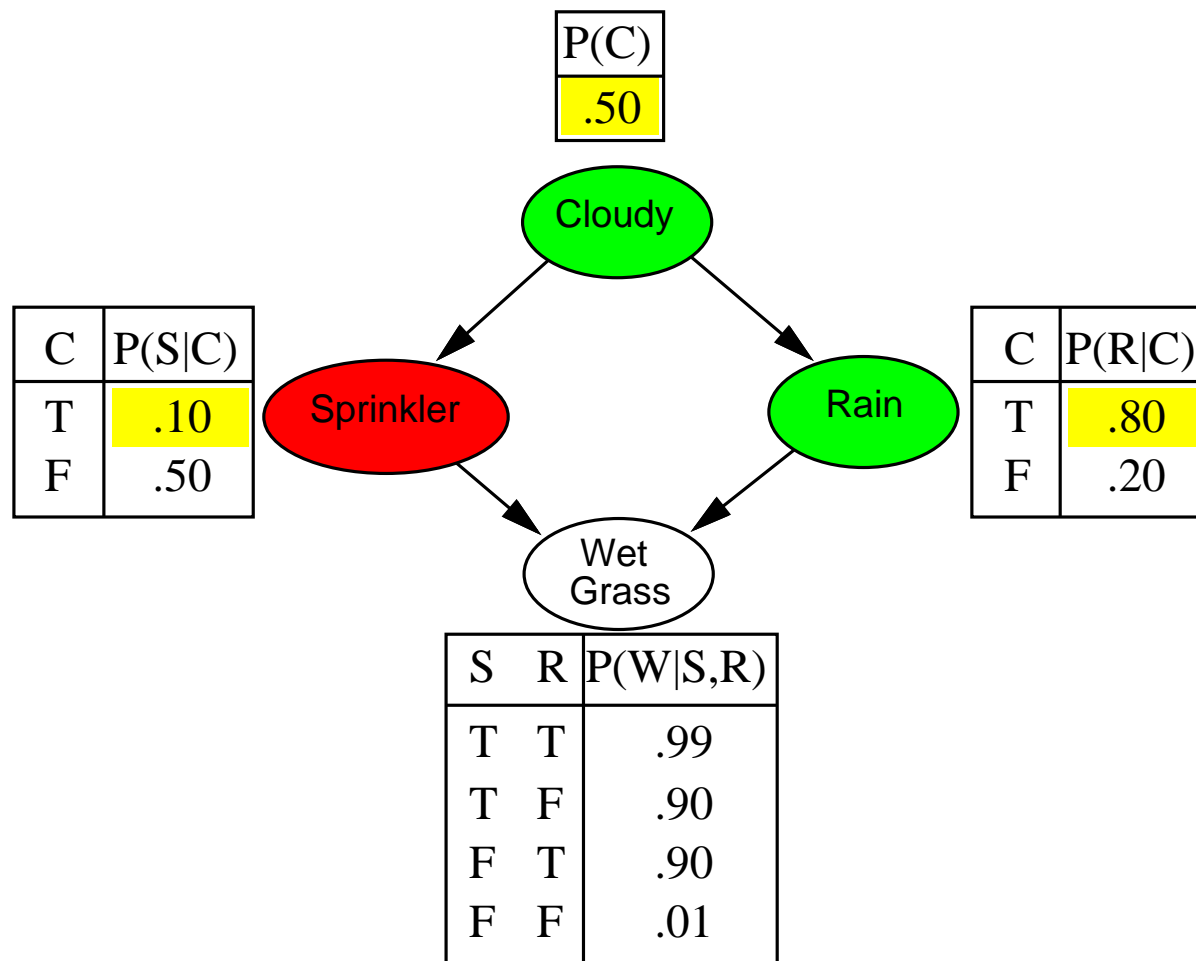 P(C)
.50
Cloudy
C P(S|C)
T .10
F .50
Sprinkler
Rain
C P(R|C)
T .80
F .20
Wet
Grass
S R P(W|S,R)
T T .99
T F .90
F T .90
F F .01